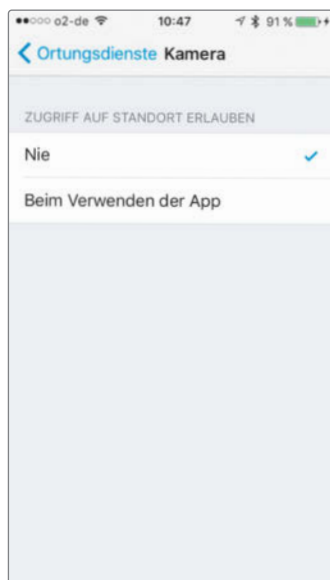 o2-de 10:47 91 %
Ortungsdienste Kamera
ZUGRIFF AUF STANDORT ERLAUBEN
Nie
Beim Verwenden der App